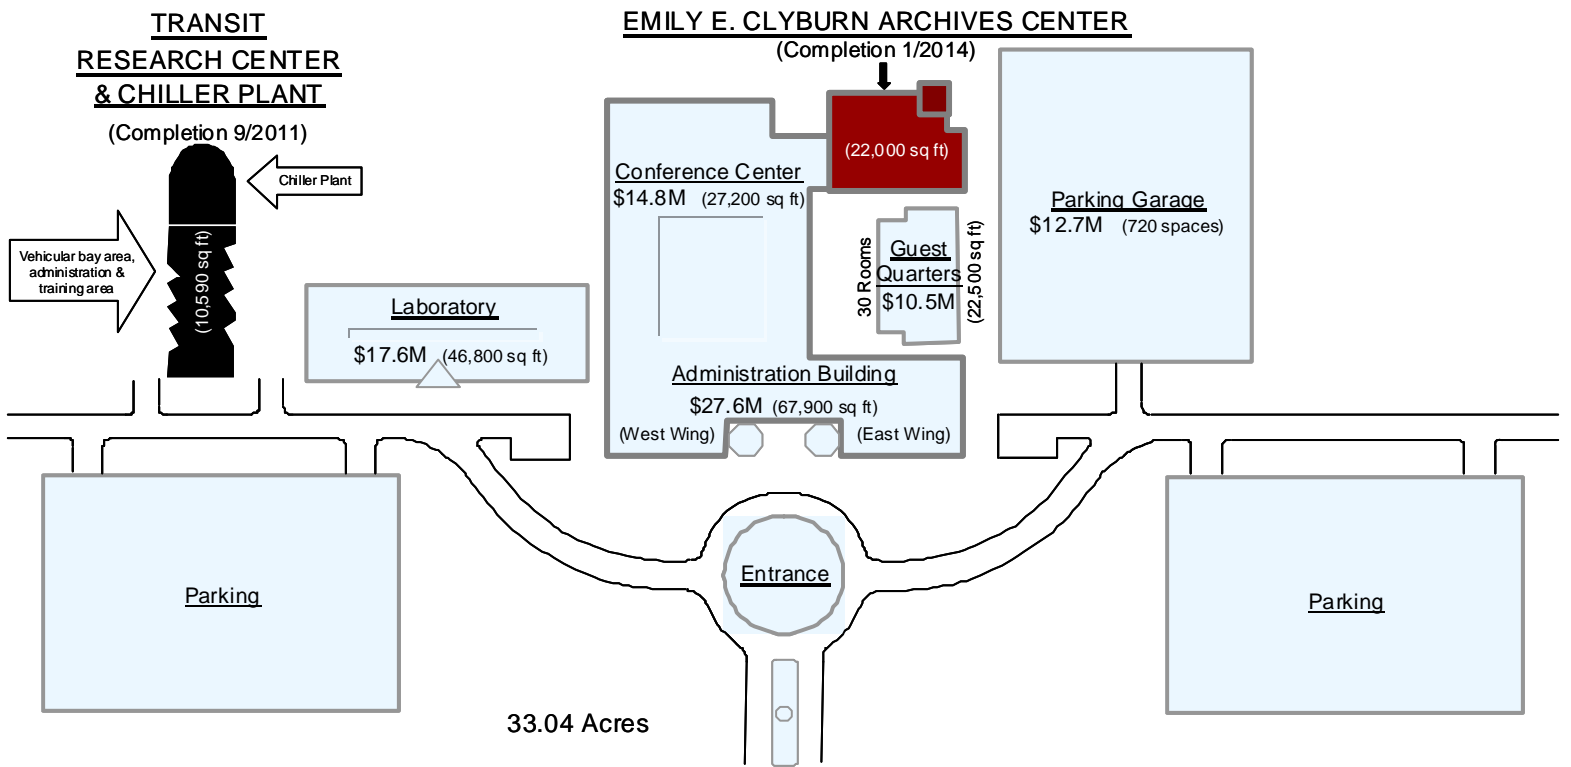 TRANSIT
RESEARCH CENTER
& CHILLER PLANT
(Completion 9/2011)
Chiller Plant
Vehicular bay area,
administration &
training area
(10,590 sq ft)
EMILY E. CLYBURN ARCHIVES CENTER
(Completion 1/2014)
(22,000 sq ft)
Conference Center
$14.8M (27,200 sq ft)
Parking Garage
$12.7M (720 spaces)
30 Rooms
Guest
Quarters
$10.5M
(22,500 sq ft)
Laboratory
$17.6M (46,800 sq ft)
Administration Building
$27.6M (67,900 sq ft)
(West Wing)
(East Wing)
Entrance
Parking
Parking
33.04 Acres